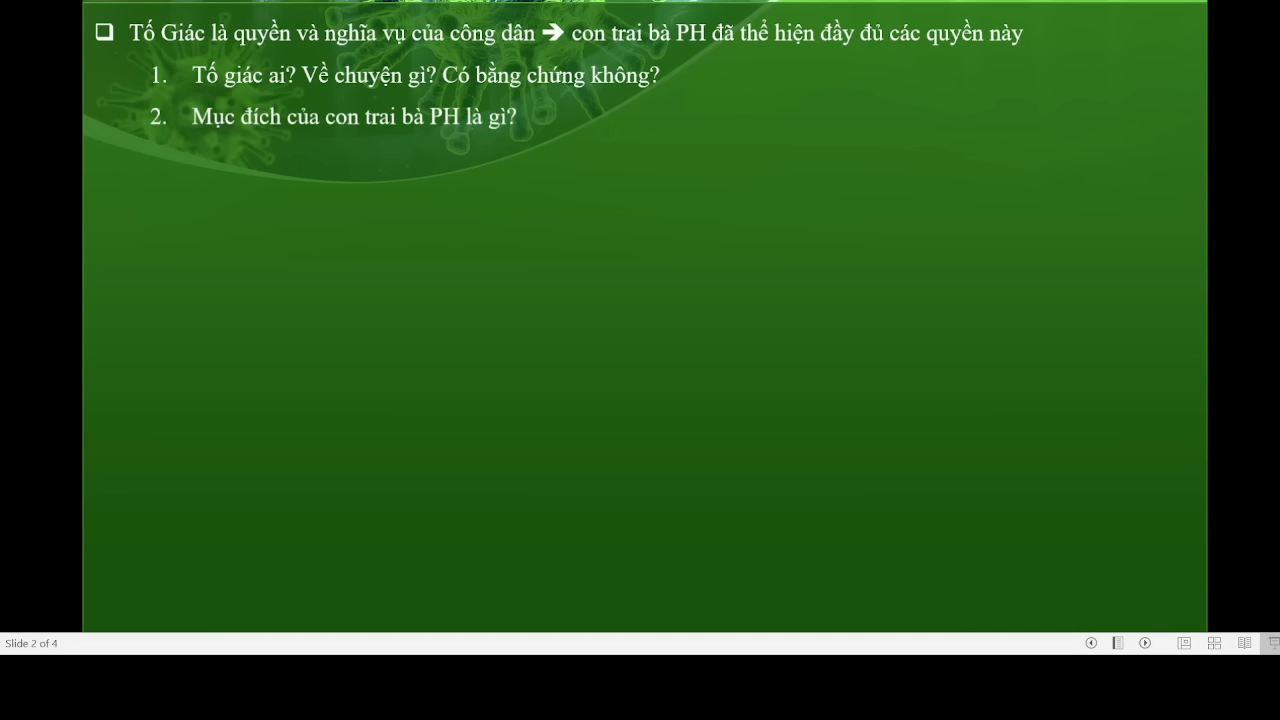 ❑ Tố Giác là quyền và nghĩa vụ của công dân ➔ con trai bà PH đã thể hiện đầy đủ các quyền này
1. Tố giác ai? Về chuyện gì? Có bằng chứng không?
2. Mục đích của con trai bà PH là gì?
Slide 2 of 4